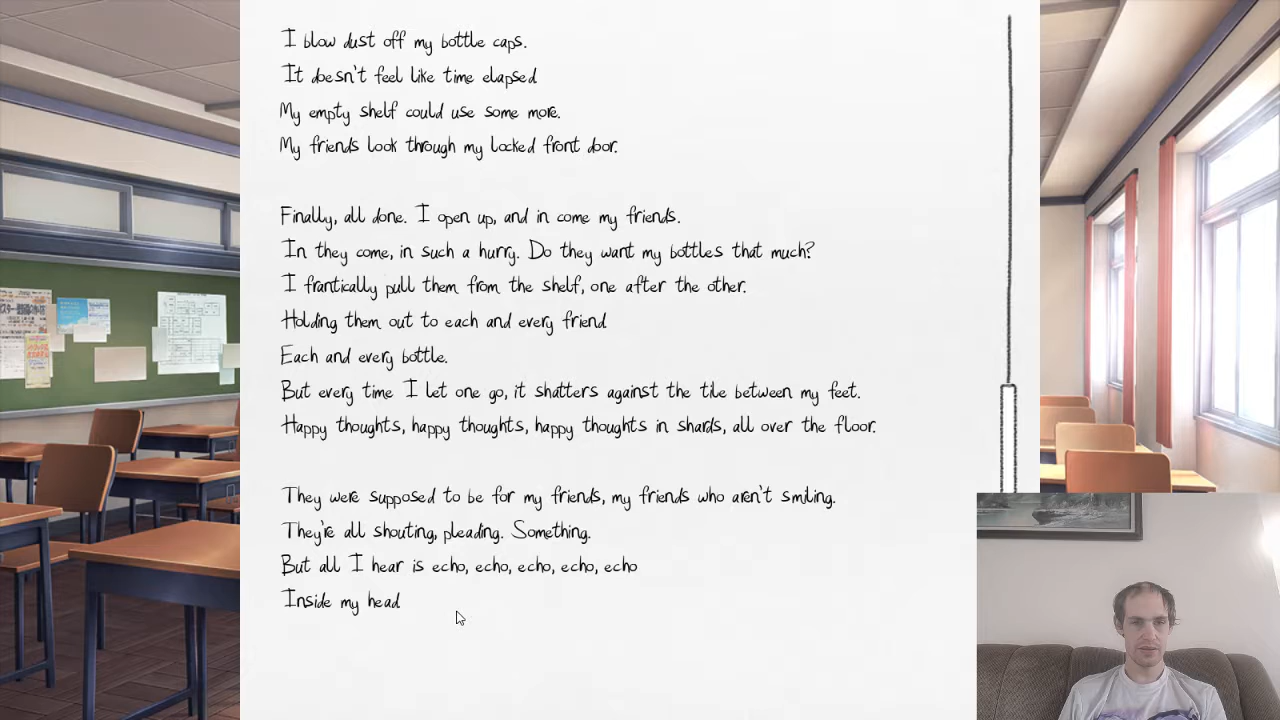 I blow dust off my bottle caps.
It doesn't feel like time elapsed
My empty shelf could use some more.
My friends look through my locked front door.
Finally, all done. I open up, and in come my friends.
In they come, in such a hurry. Do they want my bottles that much?
I frantically pull them from the shelf, one after the other.
Holding them out to each and every friend
Each and every bottle.
But every time I let one go, it shatters against the tile between my feet.
Happy thoughts, happy thoughts, happy thoughts in shards, all over the floor.
They were supposed to be for my friends, my friends who aren't smiling.
They're all shouting, pleading. Something.
But all I hear is echo, echo, echo, echo, echo
Inside my head